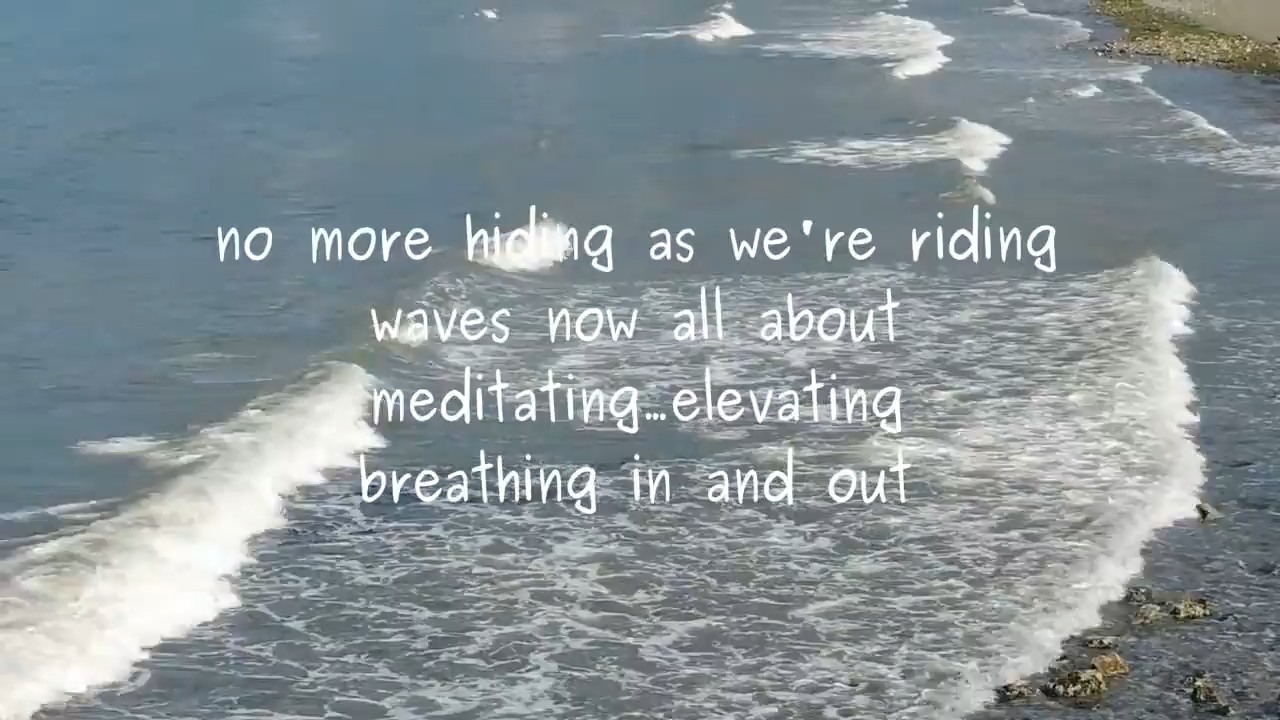 no more hiding as we're riding
waves now all about
meditating...elevating
breathing in and out